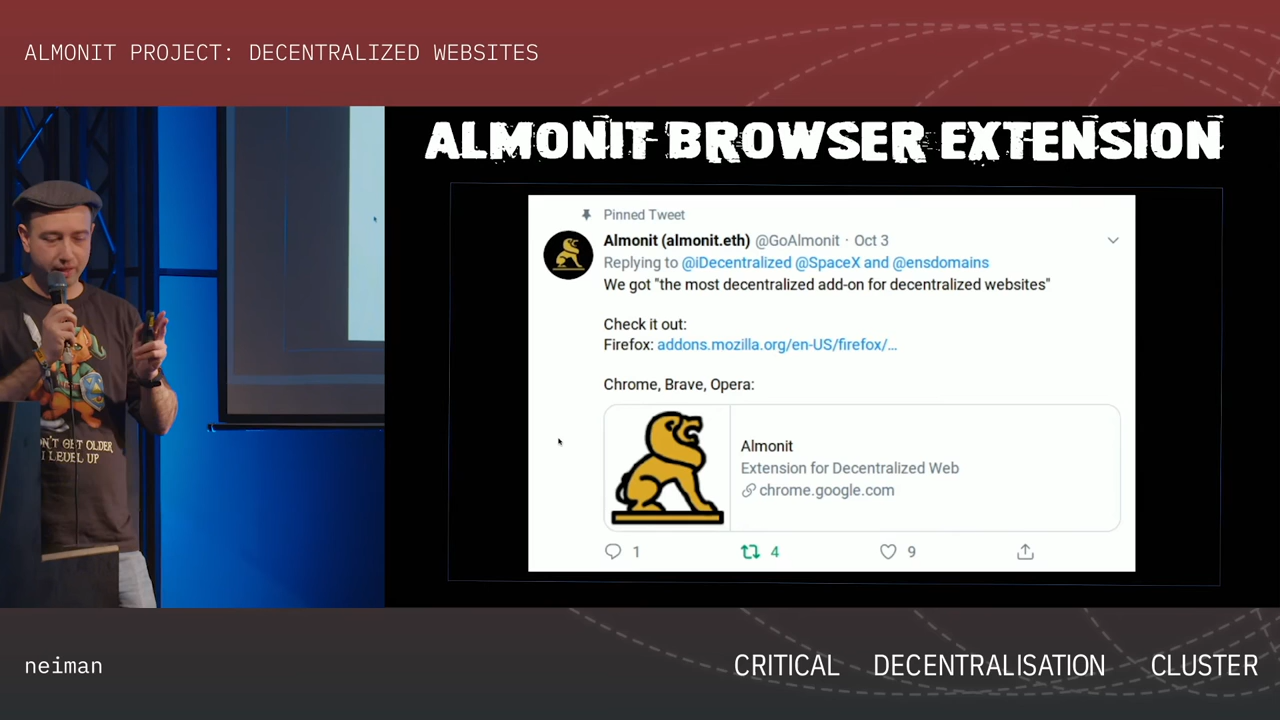 ALMONIT PROJECT: DECENTRALIZED WEBSITES
ALMONIT BROWSER EXTENSION
Pinned Tweet
Almonit (almonit.eth) @GoAlmonit · Oct 3
Replying to @iDecentralized @SpaceX and @ensdomains
We got "the most decentralized add-on for decentralized websites"
Check it out:
Firefox: addons.mozilla.org/en-US/firefox/...
Chrome, Brave, Opera:
Almonit
Extension for Decentralized Web
chrome.google.com
1 4 9
ON'T GET OLDER
I LEVEL UP
neiman
CRITICAL DECENTRALISATION CLUSTER